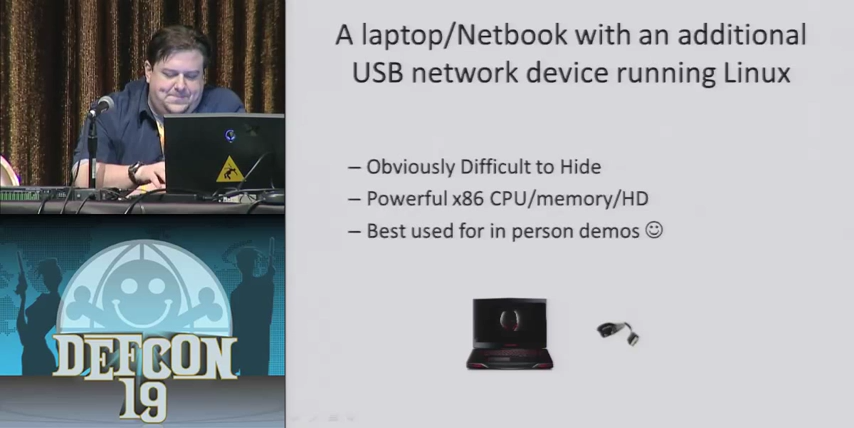 A laptop/Netbook with an additional
USB network device running Linux
– Obviously Difficult to Hide
– Powerful x86 CPU/memory/HD
– Best used for in person demos ☺
DEFCON
19